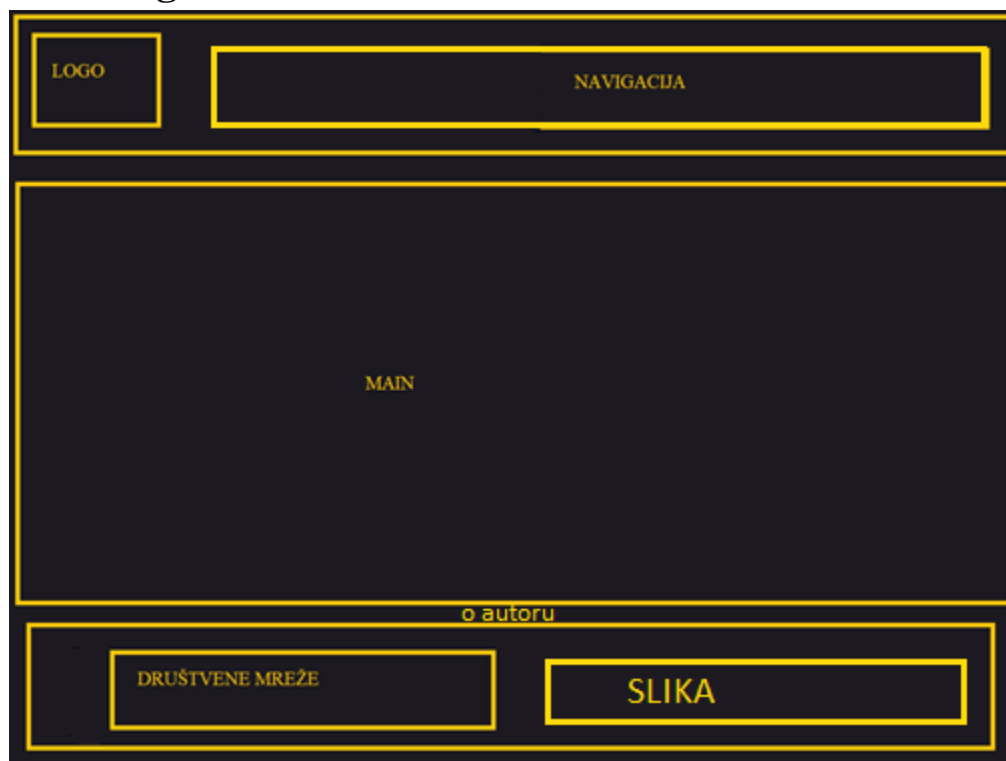 LOGO
NAVIGACIJA
MAIN
o autoru
DRUŠTVENE MREŽE
SLIKA